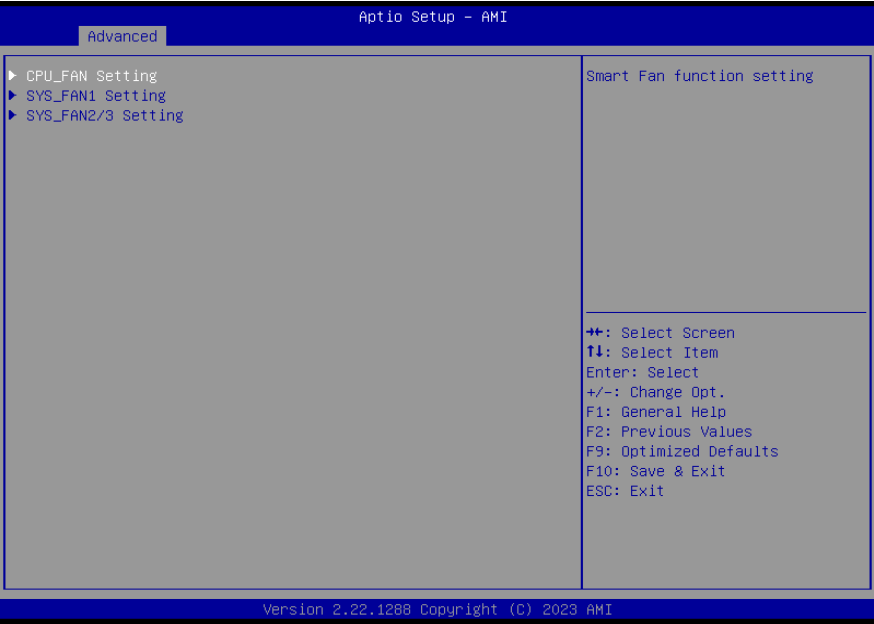 Aptio Setup – AMI
Advanced
CPU_FAN Setting
SYS_FAN1 Setting
SYS_FAN2/3 Setting
Smart Fan function setting
→←: Select Screen
↑↓: Select Item
Enter: Select
+/-: Change Opt.
F1: General Help
F2: Previous Values
F9: Optimized Defaults
F10: Save & Exit
ESC: Exit
Version 2.22.1288 Copyright (C) 2023 AMI